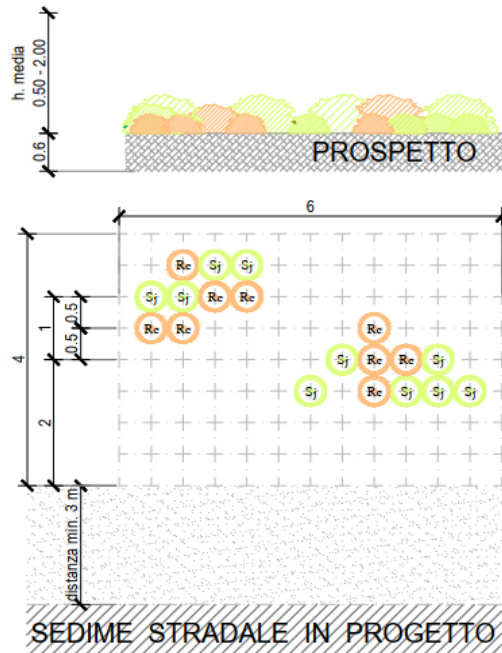 h. media
0.50 - 2.00
0.6
PROSPETTO
6
Re Sj Sj
Sj Sj Re Re
Re Re
Re
Sj Re Re Sj
Sj Re Sj Sj Sj
4
1
0.5
0.5
2
distanza min. 3 m
SEDIME STRADALE IN PROGETTO